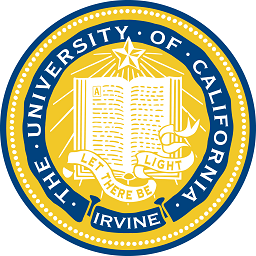 · THE · UNIVERSITY · OF · CALIFORNIA ·
A
LET THERE BE LIGHT
IRVINE